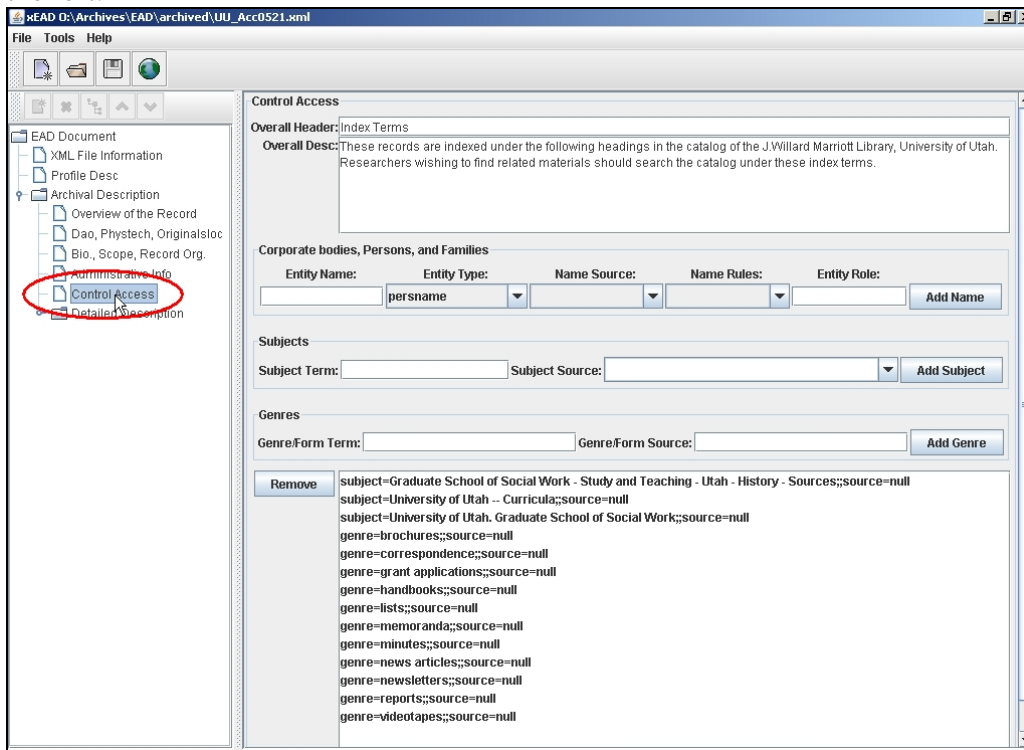 xEAD O:\Archives\EAD\archived\UU_Acc0521.xml
File Tools Help
EAD Document
XML File Information
Profile Desc
Archival Description
Overview of the Record
Dao, Phystech, Originalsloc
Bio., Scope, Record Org.
Administrative Info
Control Access
Detailed Description
Control Access
Overall Header: Index Terms
Overall Desc: These records are indexed under the following headings in the catalog of the J.Willard Marriott Library, University of Utah.
Researchers wishing to find related materials should search the catalog under these index terms.
Corporate bodies, Persons, and Families
Entity Name: Entity Type: Name Source: Name Rules: Entity Role:
persname Add Name
Subjects
Subject Term: Subject Source: Add Subject
Genres
Genre/Form Term: Genre/Form Source: Add Genre
Remove
subject=Graduate School of Social Work - Study and Teaching - Utah - History - Sources;;source=null
subject=University of Utah -- Curricula;;source=null
subject=University of Utah. Graduate School of Social Work;;source=null
genre=brochures;;source=null
genre=correspondence;;source=null
genre=grant applications;;source=null
genre=handbooks;;source=null
genre=lists;;source=null
genre=memoranda;;source=null
genre=minutes;;source=null
genre=news articles;;source=null
genre=newsletters;;source=null
genre=reports;;source=null
genre=videotapes;;source=null